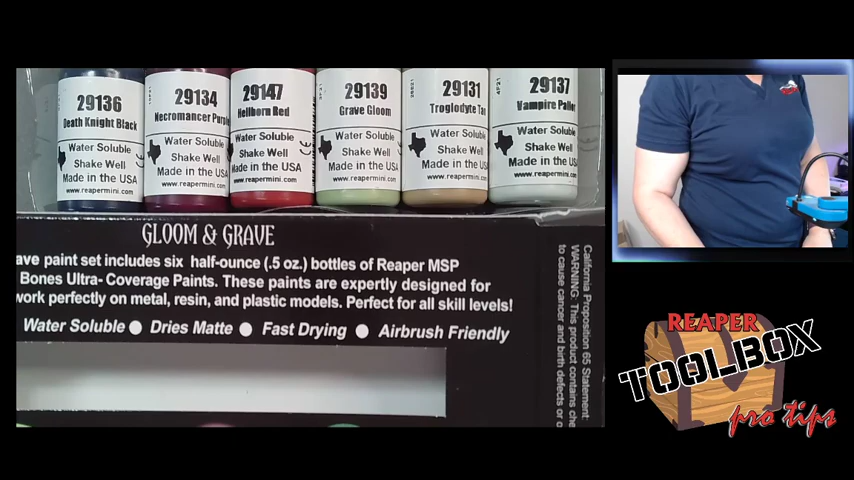 29136
Death Knight Black
Water Soluble
Shake Well
Made in the USA
www.reapermini.com
29134
Necromancer Purple
Water Soluble
Shake Well
Made in the USA
www.reapermini.com
29147
Hellborn Red
Water Soluble
Shake Well
Made in the USA
www.reapermini.com
29139
Grave Gloom
Water Soluble
Shake Well
Made in the USA
www.reapermini.com
29131
Troglodyte Tan
Water Soluble
Shake Well
Made in the USA
www.reapermini.com
29137
Vampire Pallor
Water Soluble
Shake Well
Made in the USA
www.reapermini.com
GLOOM & GRAVE
ave paint set includes six half-ounce (.5 oz.) bottles of Reaper MSP
Bones Ultra-Coverage Paints. These paints are expertly designed for
work perfectly on metal, resin, and plastic models. Perfect for all skill levels!
Water Soluble ● Dries Matte ● Fast Drying ● Airbrush Friendly
California Proposition 65 Statement:
WARNING: This product contains che
to cause cancer and birth defects or o
REAPER
TOOLBOX
pro tips